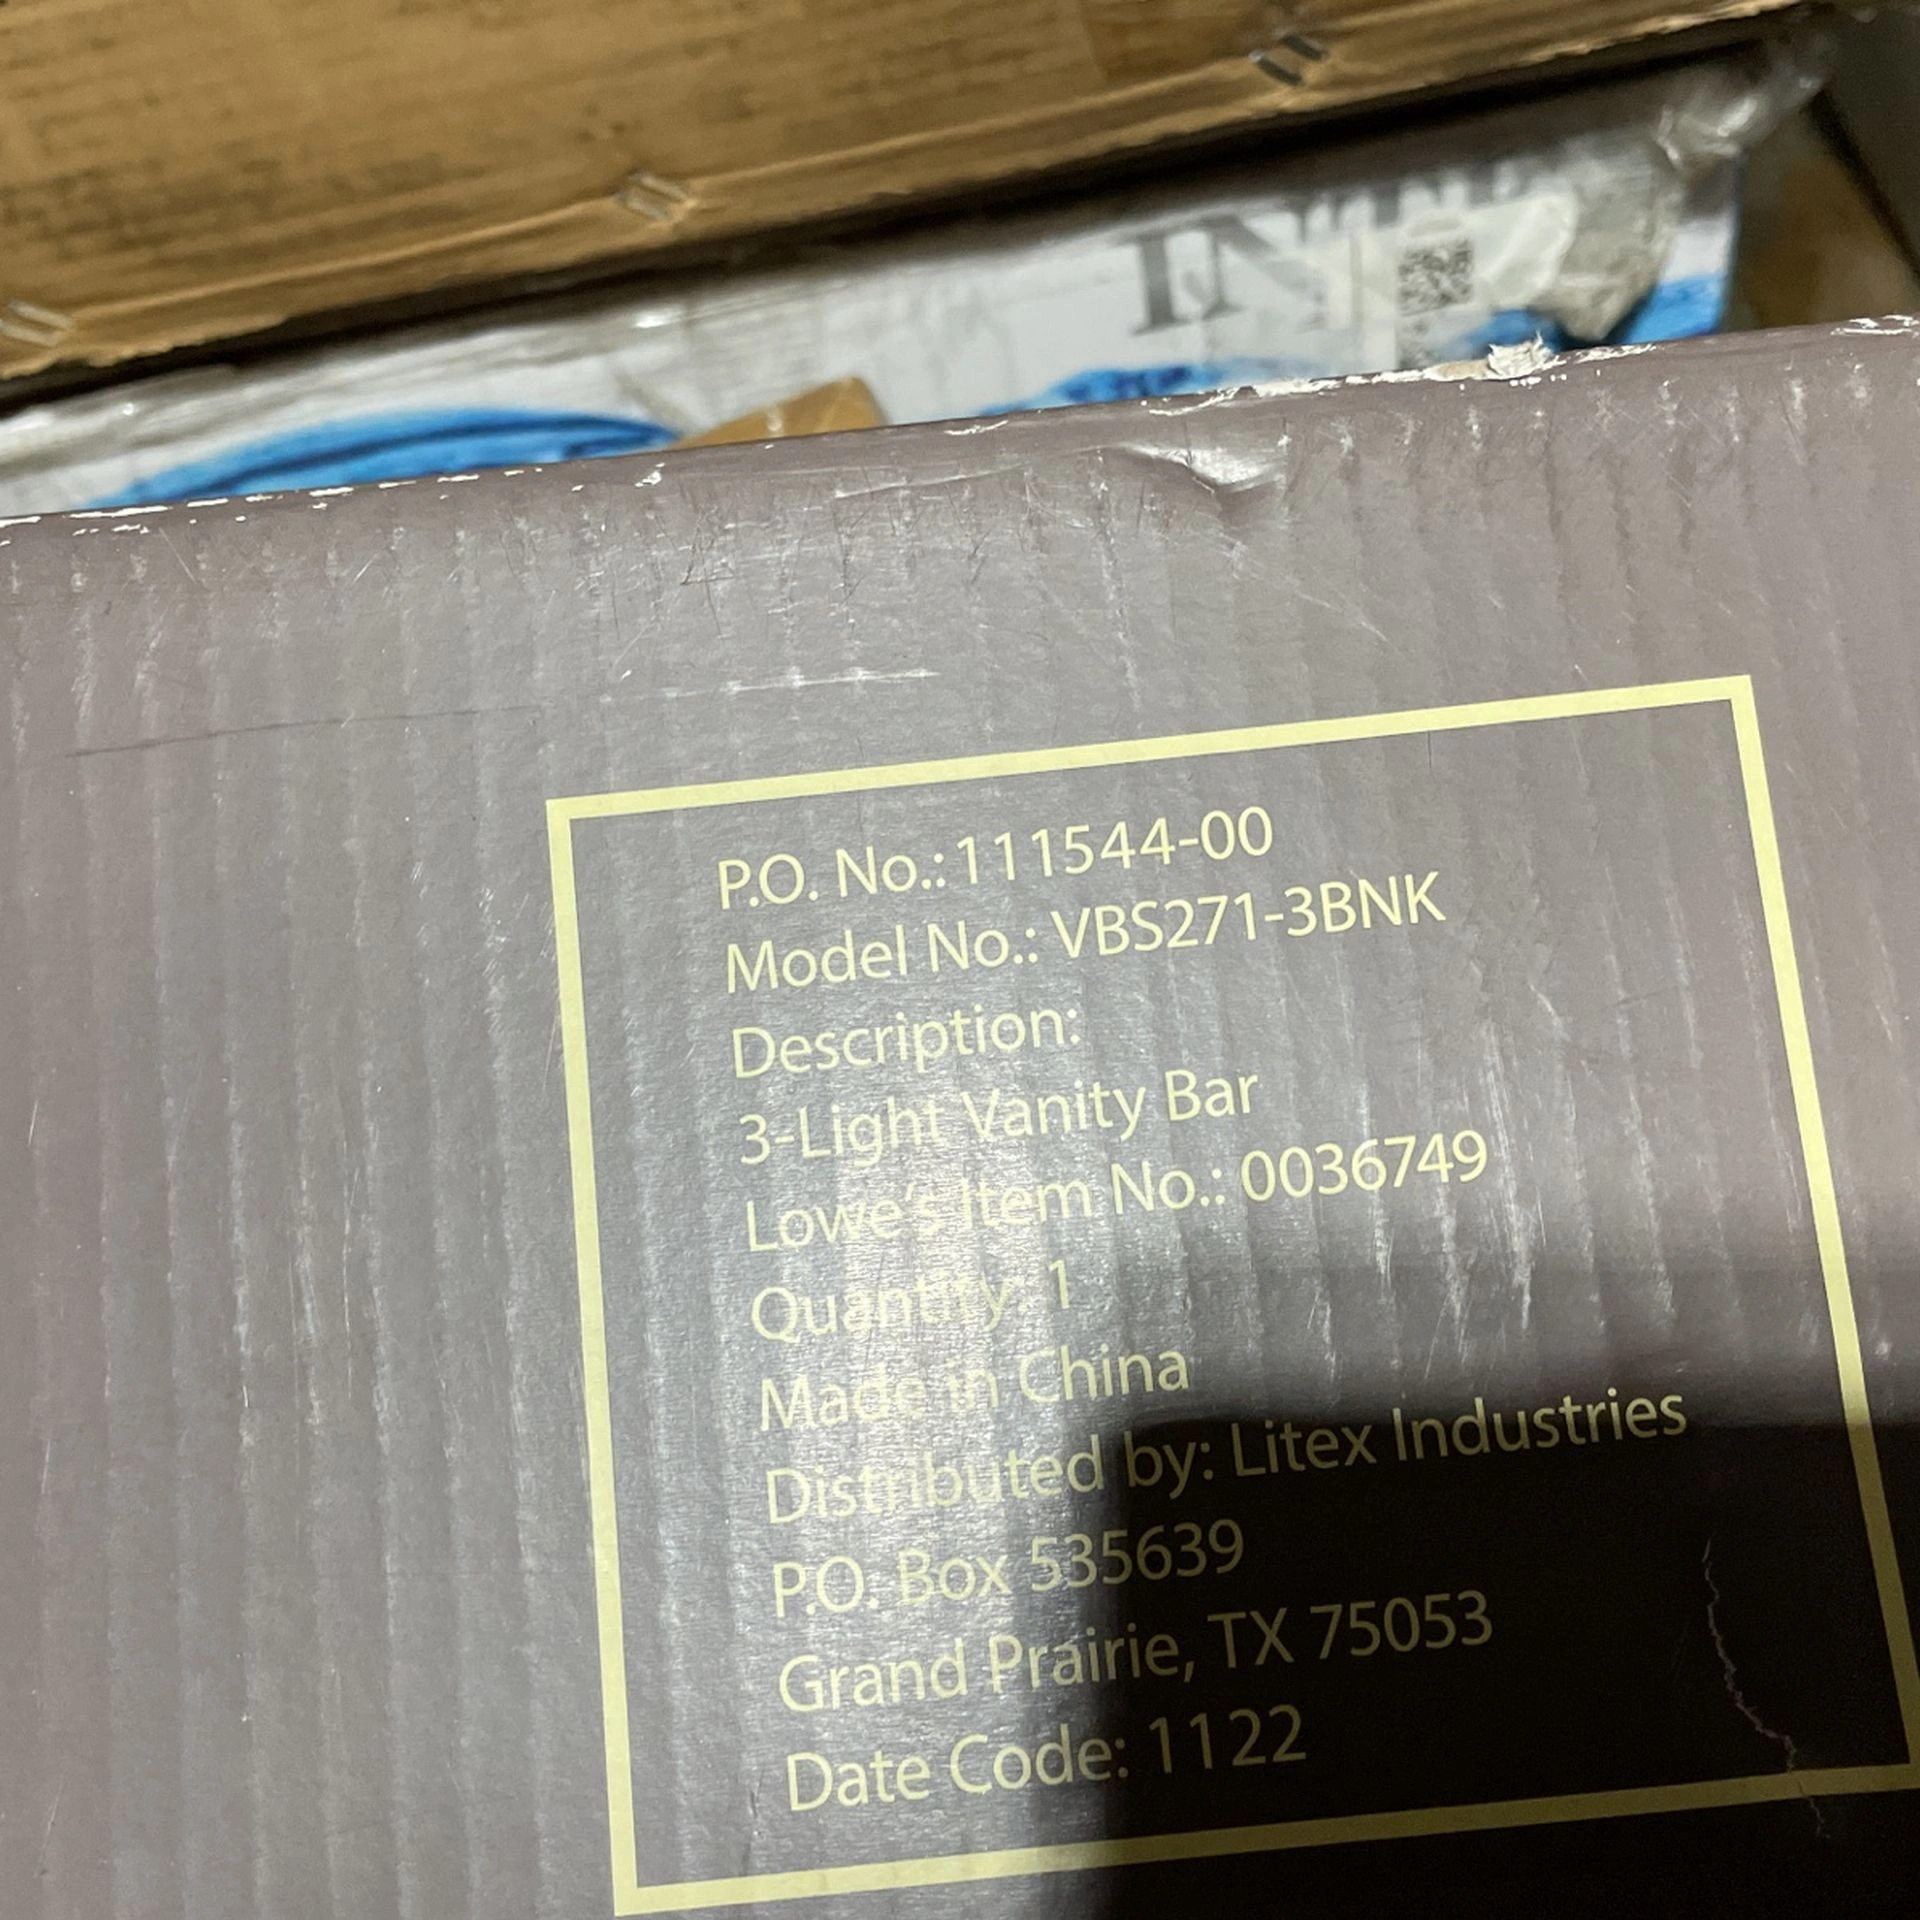 P.O. No.: 111544-00
Model No.: VBS271-3BNK
Description:
3-Light Vanity Bar
Lowe's Item No.: 0036749
Quantity: 1
Made in China
Distributed by: Litex Industries
P.O. Box 535639
Grand Prairie, TX 75053
Date Code: 1122